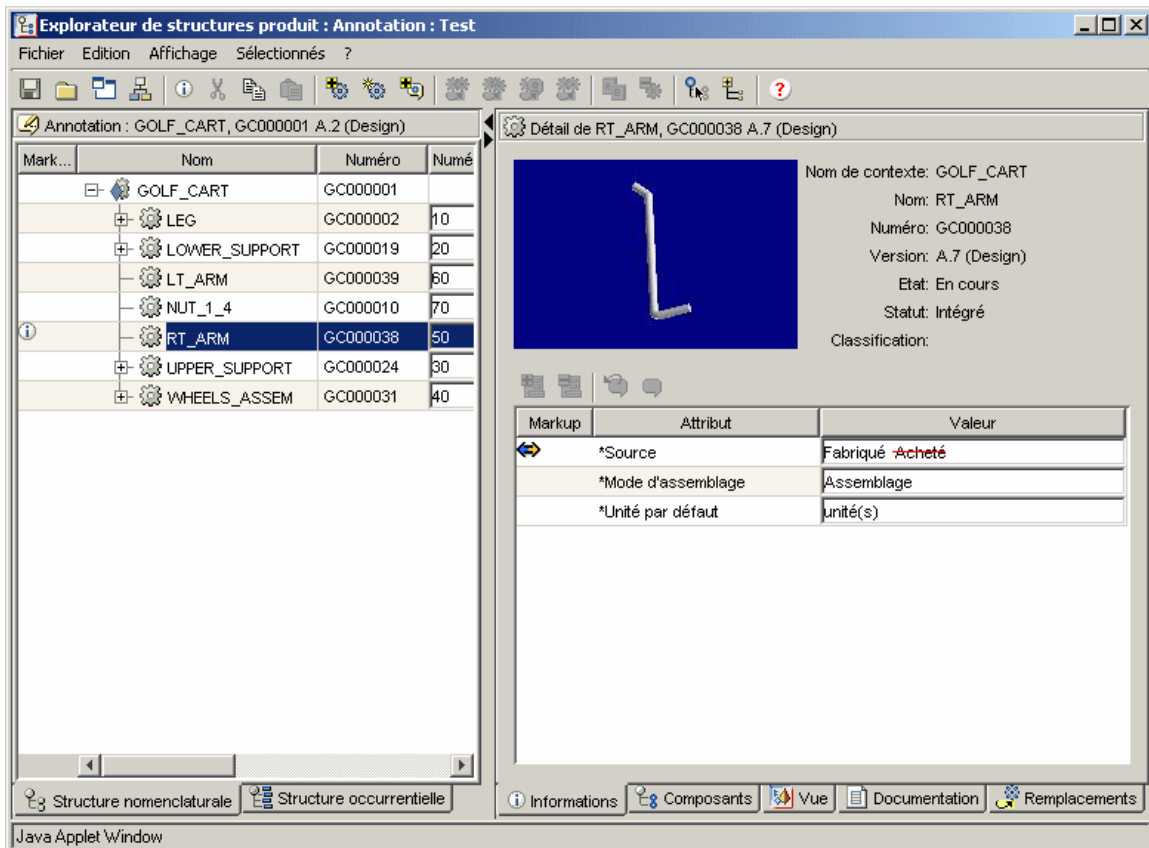 Explorateur de structures produit : Annotation : Test
Fichier Edition Affichage Sélectionnés ?
Annotation : GOLF_CART, GC000001 A.2 (Design)
Mark... Nom Numéro Numé
GOLF_CART GC000001
LEG GC000002 10
LOWER_SUPPORT GC000019 20
LT_ARM GC000039 60
NUT_1_4 GC000010 70
RT_ARM GC000038 50
UPPER_SUPPORT GC000024 30
WHEELS_ASSEM GC000031 40
Structure nomenclaturale Structure occurrentielle
Détail de RT_ARM, GC000038 A.7 (Design)
Nom de contexte: GOLF_CART
Nom: RT_ARM
Numéro: GC000038
Version: A.7 (Design)
Etat: En cours
Statut: Intégré
Classification:
Markup Attribut Valeur
*Source Fabriqué Acheté
*Mode d'assemblage Assemblage
*Unité par défaut unité(s)
Informations Composants Vue Documentation Remplacements
Java Applet Window